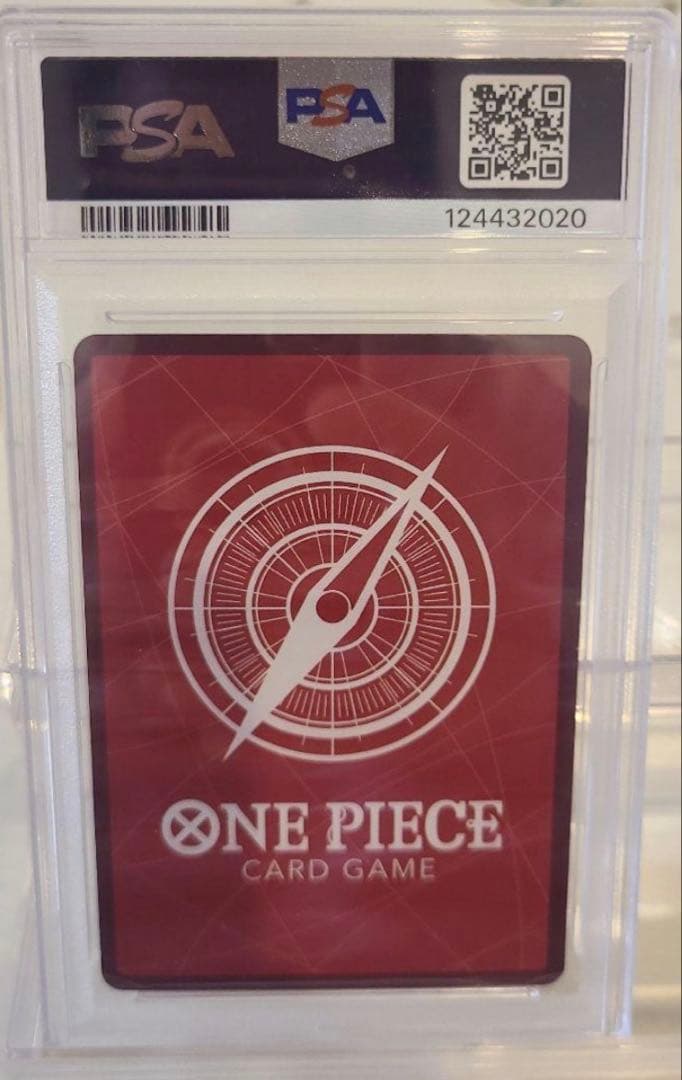 PSA
PSA
124432020
ONE PIECE
CARD GAME